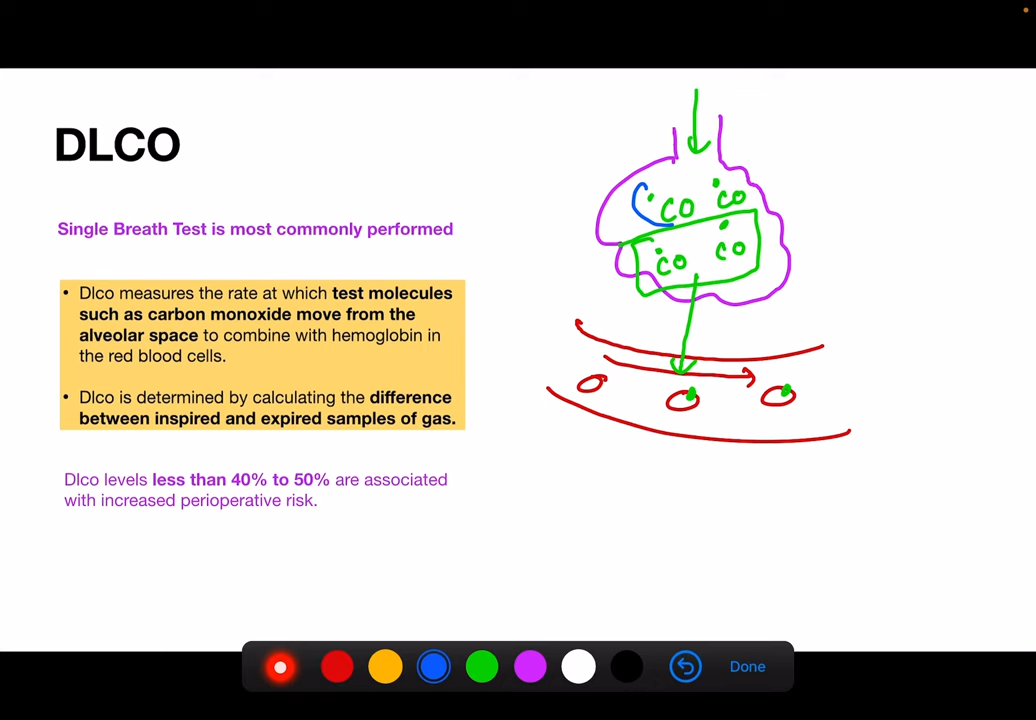 DLCO
Single Breath Test is most commonly performed
• Dlco measures the rate at which test molecules
such as carbon monoxide move from the
alveolar space to combine with hemoglobin in
the red blood cells.
• Dlco is determined by calculating the difference
between inspired and expired samples of gas.
Dlco levels less than 40% to 50% are associated
with increased perioperative risk.
CO CO
CO CO
Done